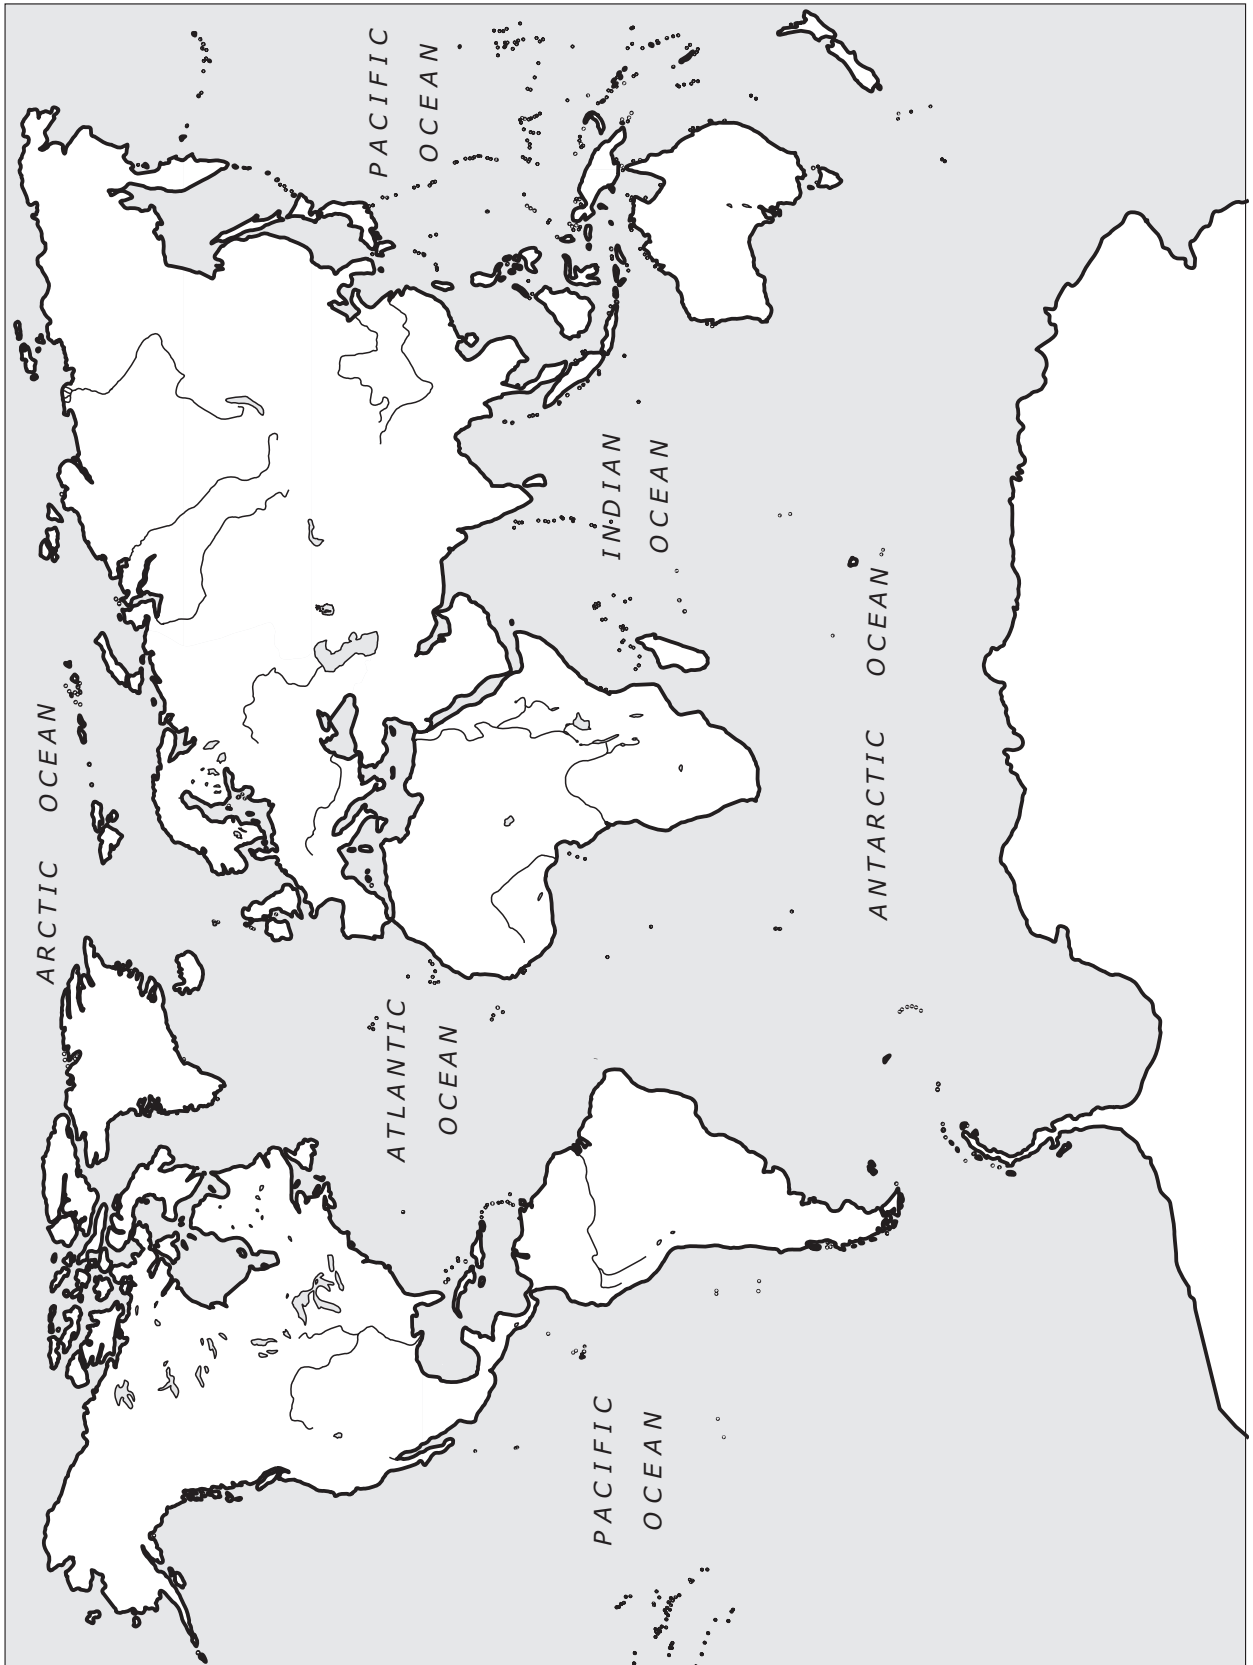 ARCTIC OCEAN
PACIFIC
OCEAN
ATLANTIC
OCEAN
PACIFIC
OCEAN
INDIAN
OCEAN
ANTARCTIC OCEAN